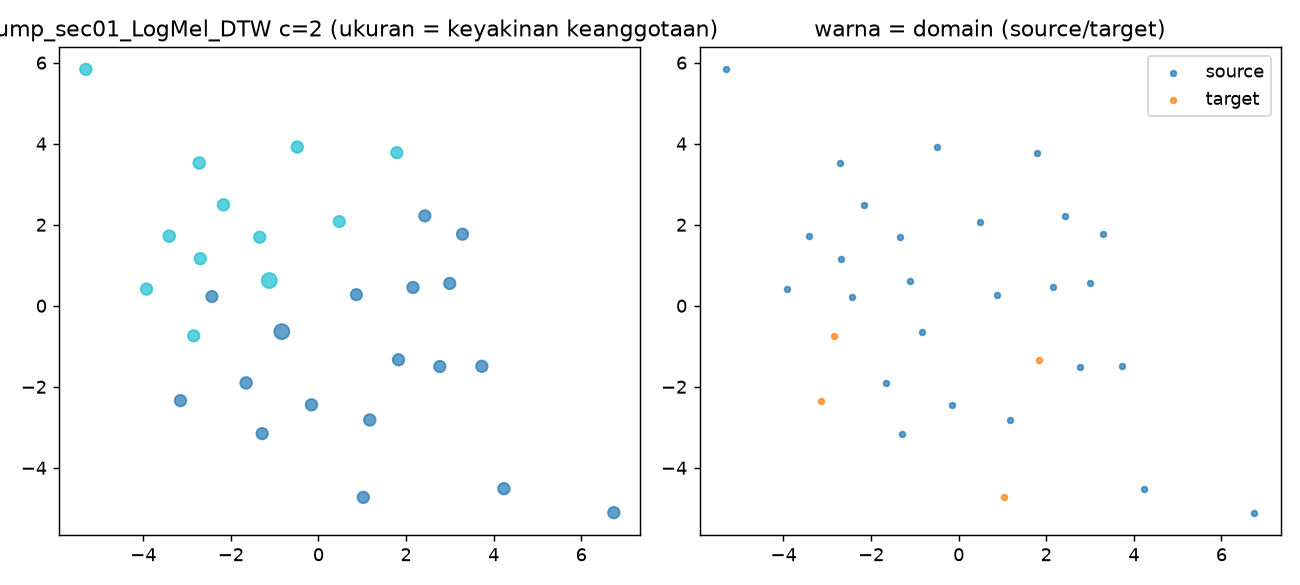 ump_sec01_LogMel_DTW c=2 (ukuran = keyakinan keanggotaan)
6
4
2
0
−2
−4
−4 −2 0 2 4 6
warna = domain (source/target)
source
target
6
4
2
0
−2
−4
−4 −2 0 2 4 6